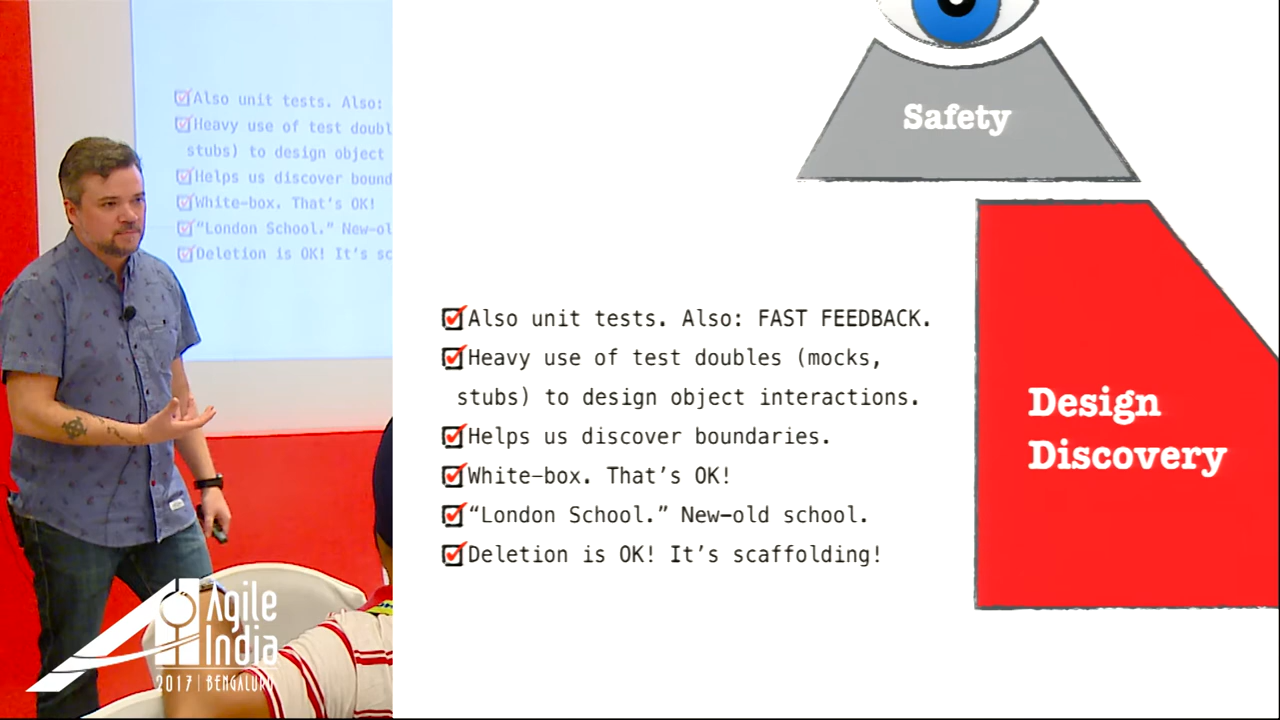 Also unit tests. Also:
Heavy use of test doubl
stubs) to design object
Helps us discover bound
White-box. That's OK!
"London School." New-ol
Deletion is OK! It's sc
Safety
Also unit tests. Also: FAST FEEDBACK.
Heavy use of test doubles (mocks,
stubs) to design object interactions.
Helps us discover boundaries.
White-box. That's OK!
“London School.” New-old school.
Deletion is OK! It's scaffolding!
Design
Discovery
Agile
India
2017 | BENGALURU